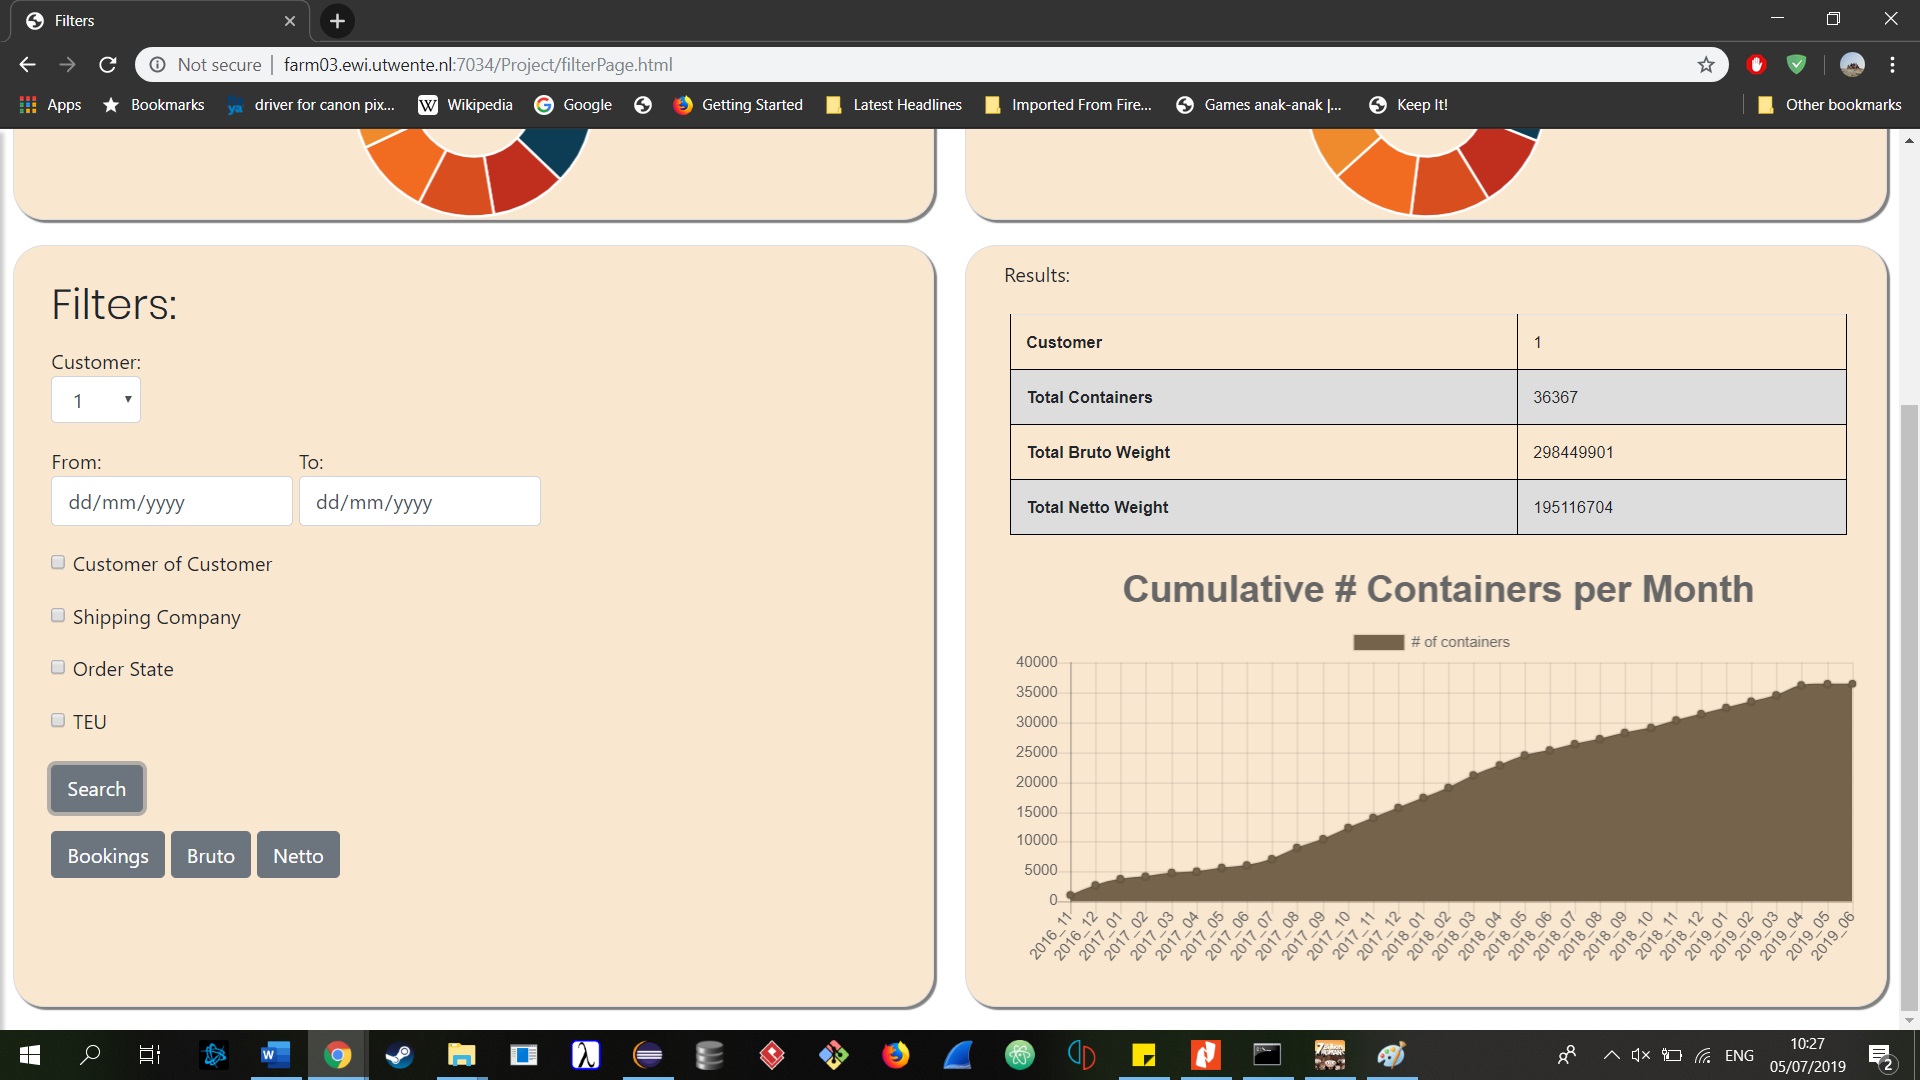 Filters
Not secure | farm03.ewi.utwente.nl:7034/Project/filterPage.html
Apps Bookmarks ya driver for canon pix... W Wikipedia Google Getting Started Latest Headlines Imported From Fire... Games anak-anak |... Keep It! Other bookmarks
Filters:
Customer:
1
From: To:
dd/mm/yyyy dd/mm/yyyy
Customer of Customer
Shipping Company
Order State
TEU
Search
Bookings Bruto Netto
Results:
Customer 1
Total Containers 36367
Total Bruto Weight 298449901
Total Netto Weight 195116704
Cumulative # Containers per Month
# of containers
40000
35000
30000
25000
20000
15000
10000
5000
0
2016_11 2016_12 2017_01 2017_02 2017_03 2017_04 2017_05 2017_06 2017_07 2017_08 2017_09 2017_10 2017_11 2017_12 2018_01 2018_02 2018_03 2018_04 2018_05 2018_06 2018_07 2018_08 2018_09 2018_10 2018_11 2018_12 2019_01 2019_02 2019_03 2019_04 2019_05 2019_06
ENG
10:27
05/07/2019
2